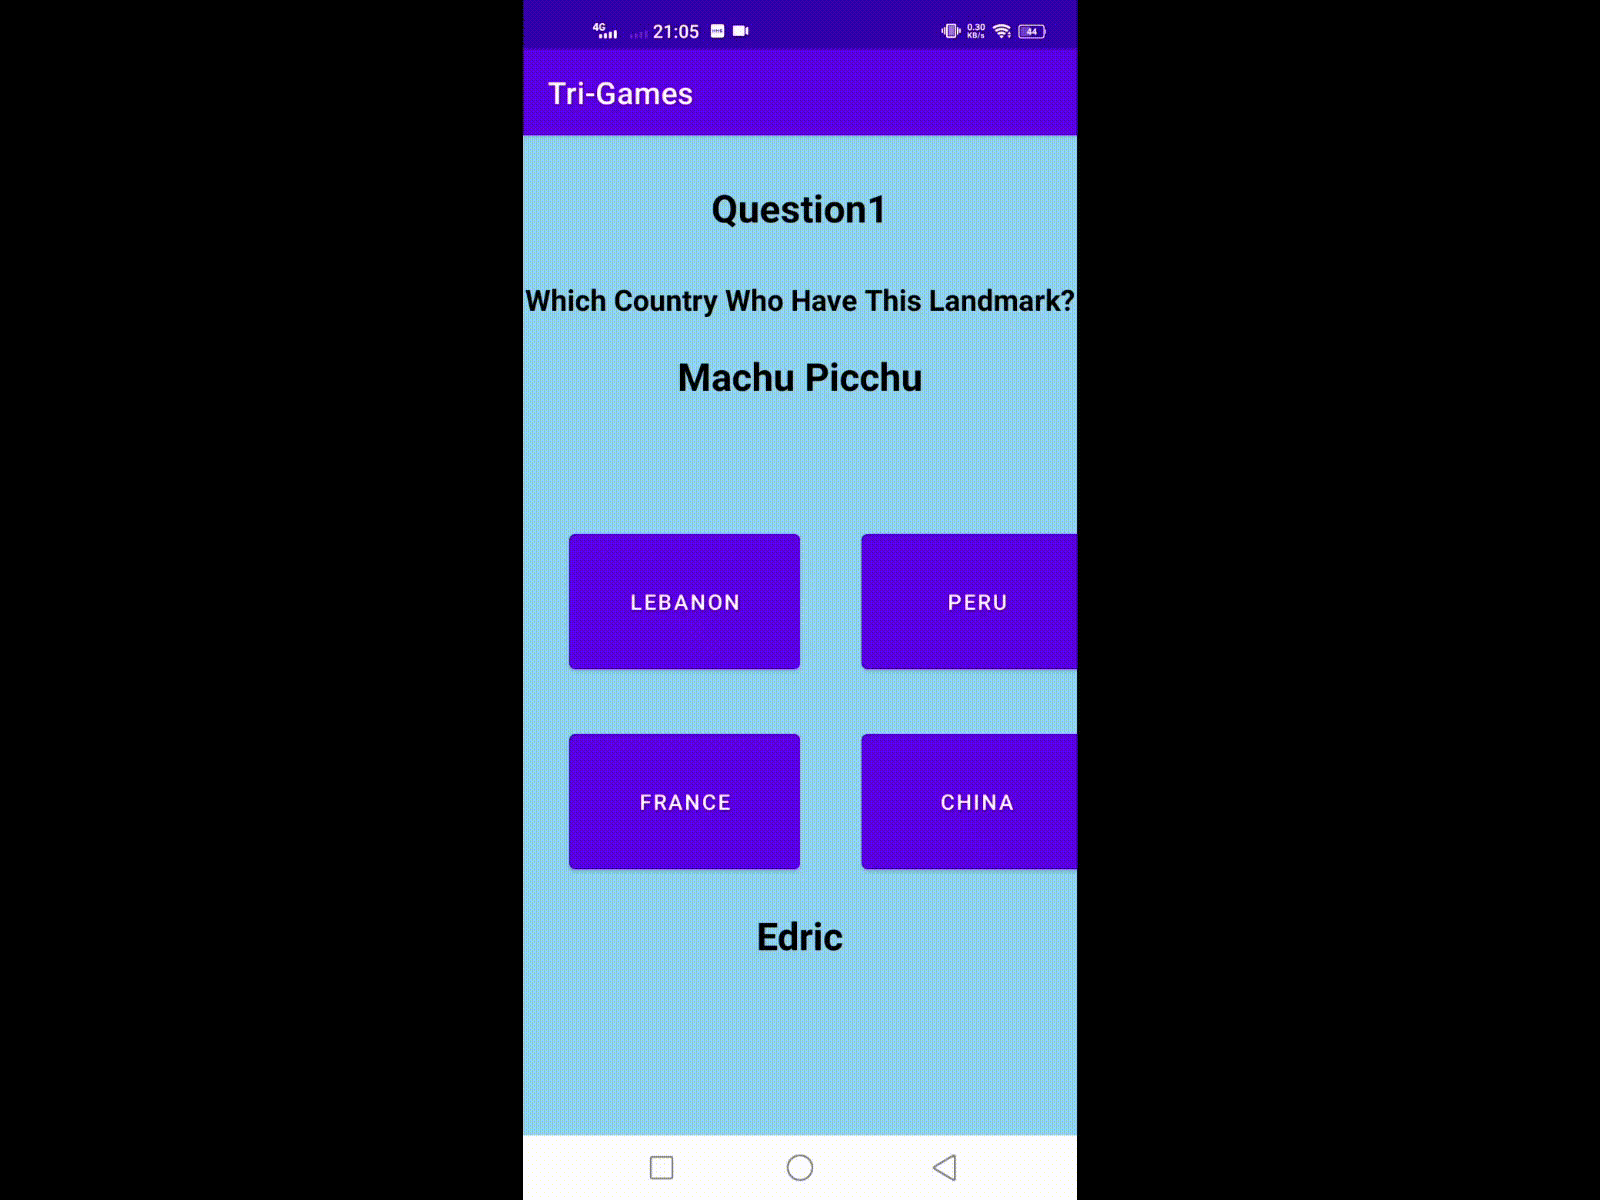 4G 21:05 0.30 KB/s 44
Tri-Games
Question1
Which Country Who Have This Landmark?
Machu Picchu
LEBANON PERU
FRANCE CHINA
Edric